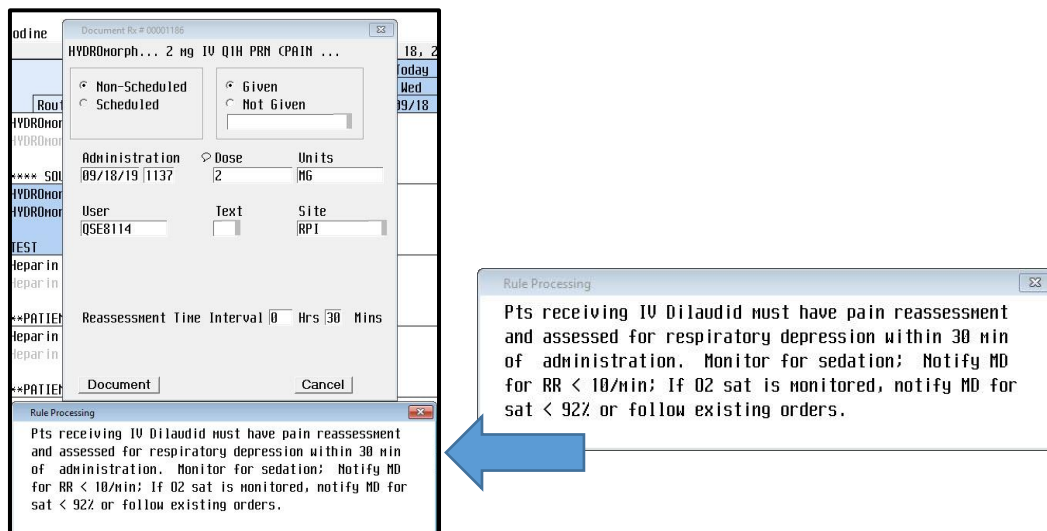 odine
Document Rx # 00001186
HYDROmorph... 2 mg IV Q1H PRN (PAIN ...
18, 2
Today
Non-Scheduled
Given
Wed
Rout
Scheduled
Not Given
09/18
HYDROmor
HYDROmor
Administration
Dose
Units
**** SOL
09/18/19 1137
2
MG
HYDROmor
HYDROmor
User
Text
Site
QSE8114
RPI
TEST
Heparin
Heparin
**PATIEN
Reassessment Time Interval 0 Hrs 30 Mins
Heparin
Heparin
**PATIEN
Document
Cancel
Rule Processing
Pts receiving IV Dilaudid must have pain reassessment
and assessed for respiratory depression within 30 min
of administration. Monitor for sedation; Notify MD
for RR < 10/min; If O2 sat is monitored, notify MD for
sat < 92% or follow existing orders.
Rule Processing
Pts receiving IV Dilaudid must have pain reassessment
and assessed for respiratory depression within 30 min
of administration. Monitor for sedation; Notify MD
for RR < 10/min; If O2 sat is monitored, notify MD for
sat < 92% or follow existing orders.